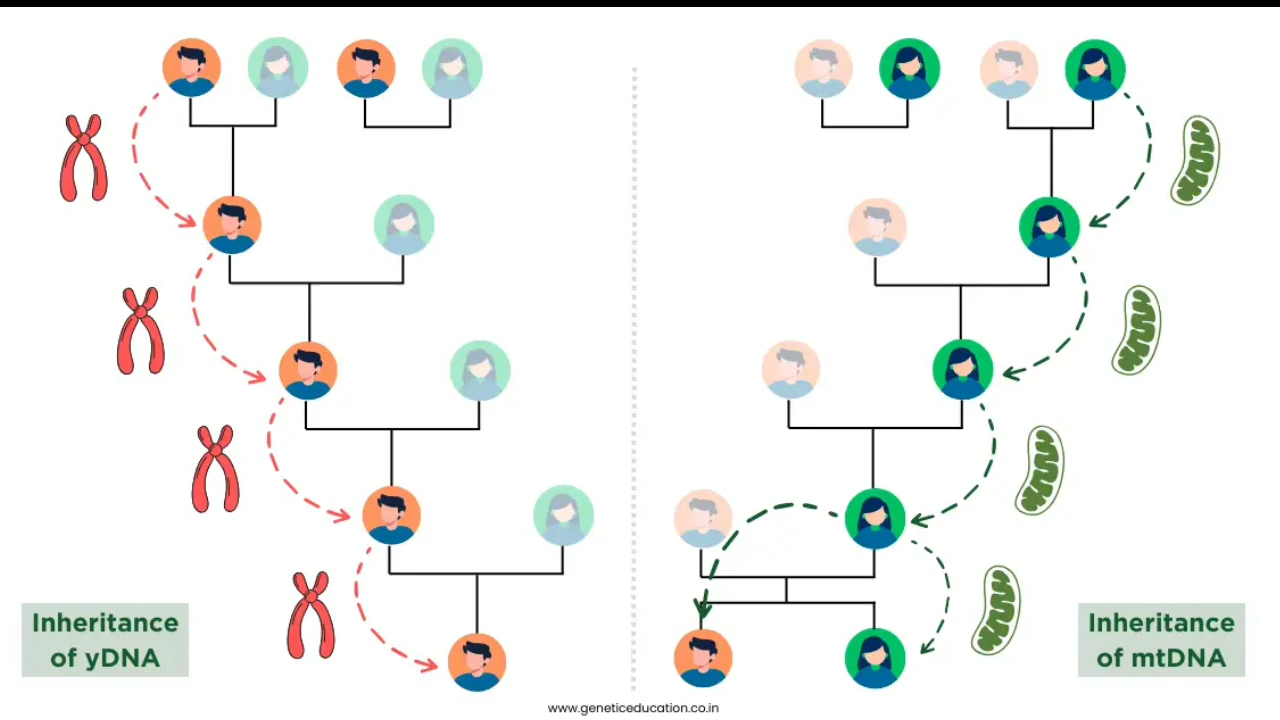 Inheritance
of yDNA
Inheritance
of mtDNA
www.geneticeducation.co.in